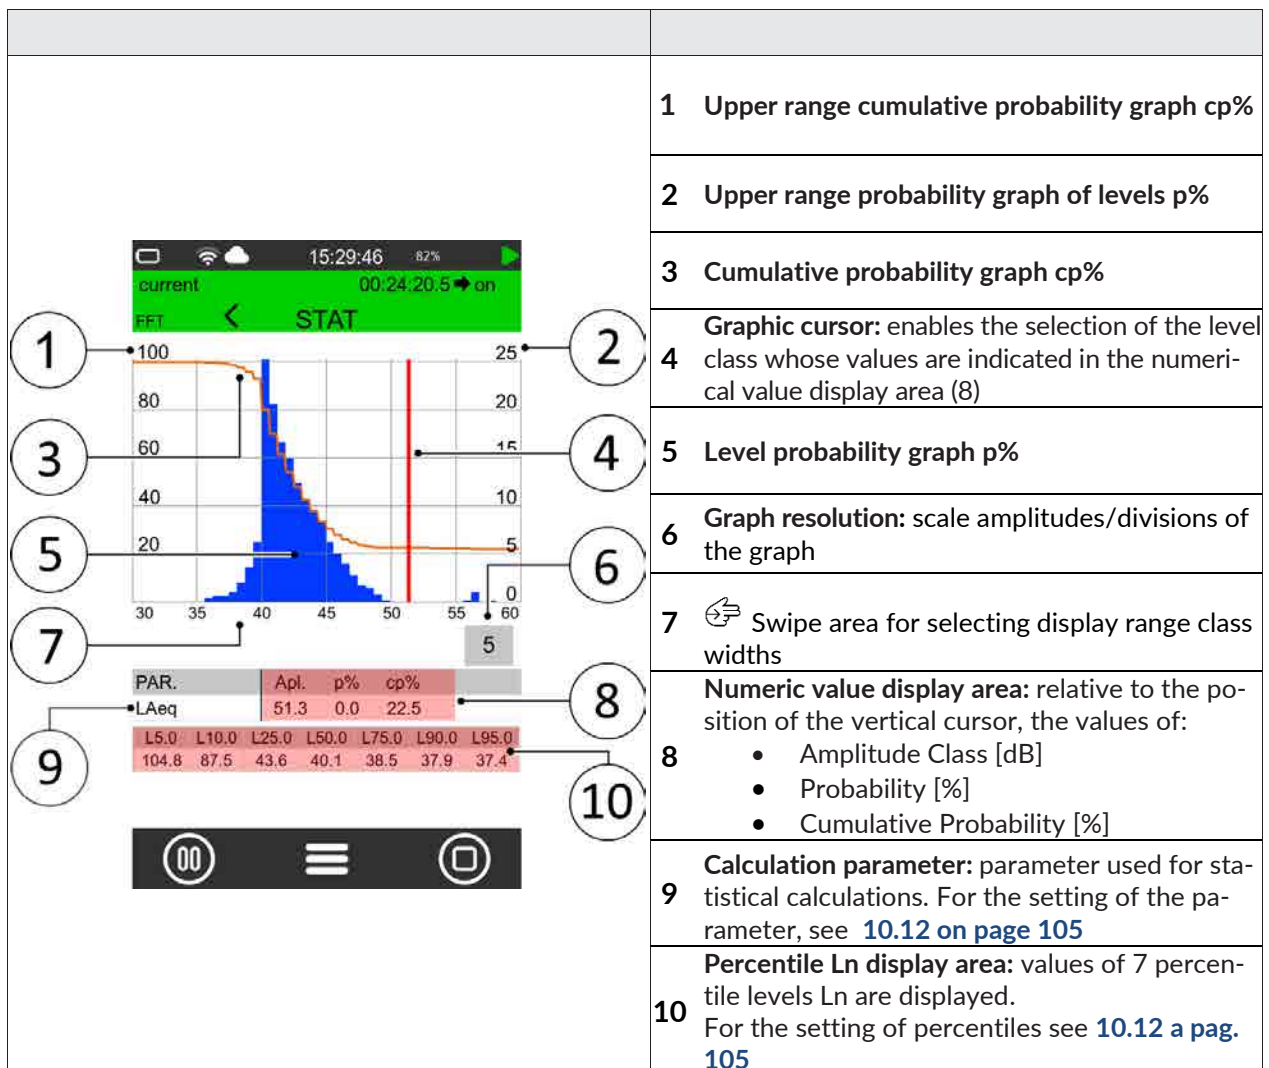 1 Upper range cumulative probability graph cp%
2 Upper range probability graph of levels p%
3 Cumulative probability graph cp%
4 Graphic cursor: enables the selection of the level
class whose values are indicated in the numeri-
cal value display area (8)
5 Level probability graph p%
6 Graph resolution: scale amplitudes/divisions of
the graph
7 Swipe area for selecting display range class
widths
8 Numeric value display area: relative to the po-
sition of the vertical cursor, the values of:
• Amplitude Class [dB]
• Probability [%]
• Cumulative Probability [%]
9 Calculation parameter: parameter used for sta-
tistical calculations. For the setting of the pa-
rameter, see 10.12 on page 105
10 Percentile Ln display area: values of 7 percen-
tile levels Ln are displayed.
For the setting of percentiles see 10.12 a pag.
105
15:29:46 82%
current 00:24:20.5 on
FFT < STAT
1 100 25 2
80 20
3 60 15 4
40 10
5 20 5 6
0
30 35 40 45 50 55 60
7 5
PAR. Apl. p% cp%
LAeq 51.3 0.0 22.5 8
L5.0 L10.0 L25.0 L50.0 L75.0 L90.0 L95.0
104.8 87.5 43.6 40.1 38.5 37.9 37.4
9 10